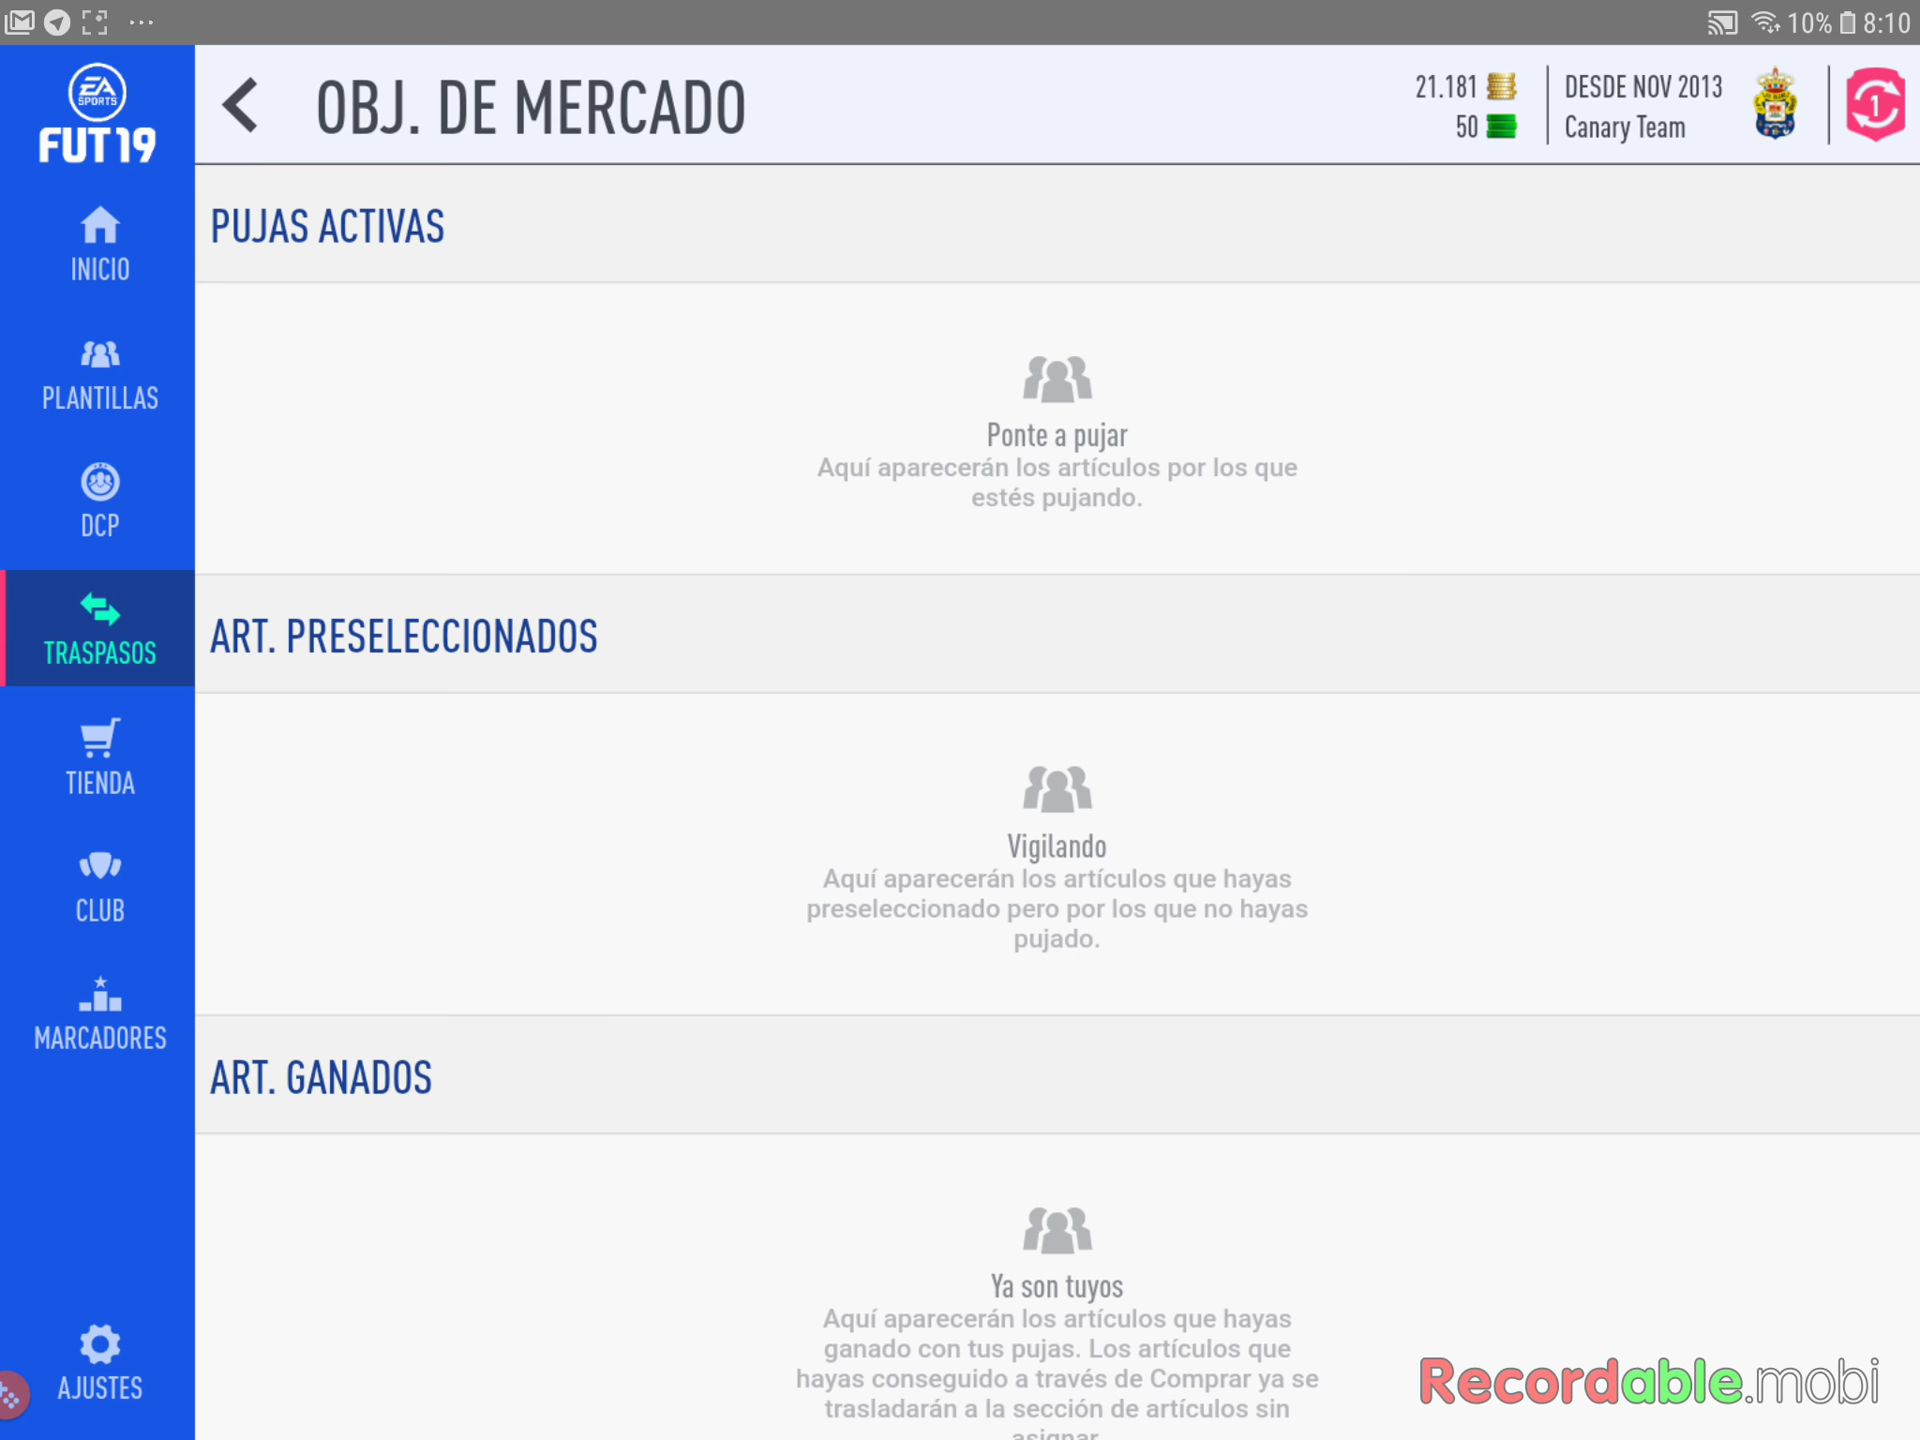 10% 8:10
EA
SPORTS
FUT19
OBJ. DE MERCADO
21.181
50
DESDE NOV 2013
Canary Team
1
INICIO
PLANTILLAS
DCP
TRASPASOS
TIENDA
CLUB
MARCADORES
AJUSTES
PUJAS ACTIVAS
Ponte a pujar
Aquí aparecerán los artículos por los que
estés pujando.
ART. PRESELECCIONADOS
Vigilando
Aquí aparecerán los artículos que hayas
preseleccionado pero por los que no hayas
pujado.
ART. GANADOS
Ya son tuyos
Aquí aparecerán los artículos que hayas
ganado con tus pujas. Los artículos que
hayas conseguido a través de Comprar ya se
trasladarán a la sección de artículos sin
asignar.
Recordable.mobi